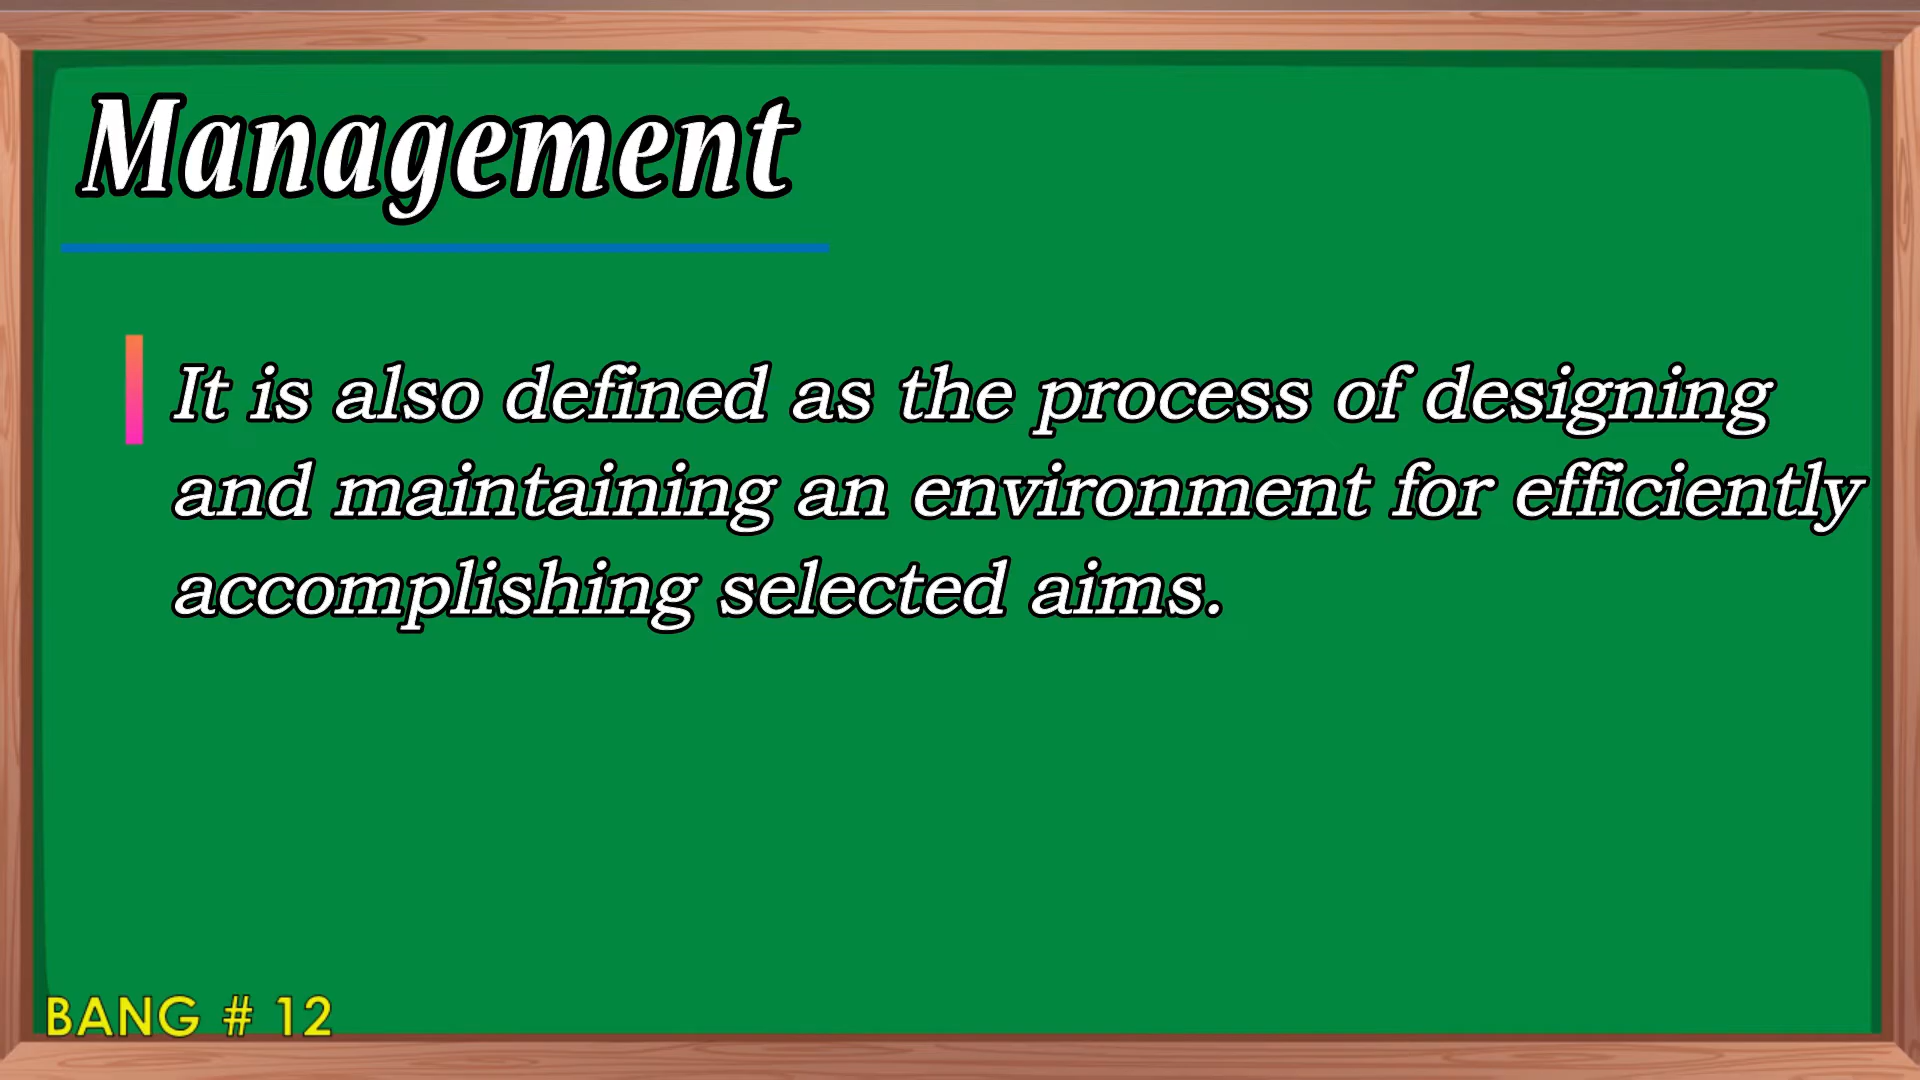 Management
It is also defined as the process of designing
and maintaining an environment for efficiently
accomplishing selected aims.
BANG # 12